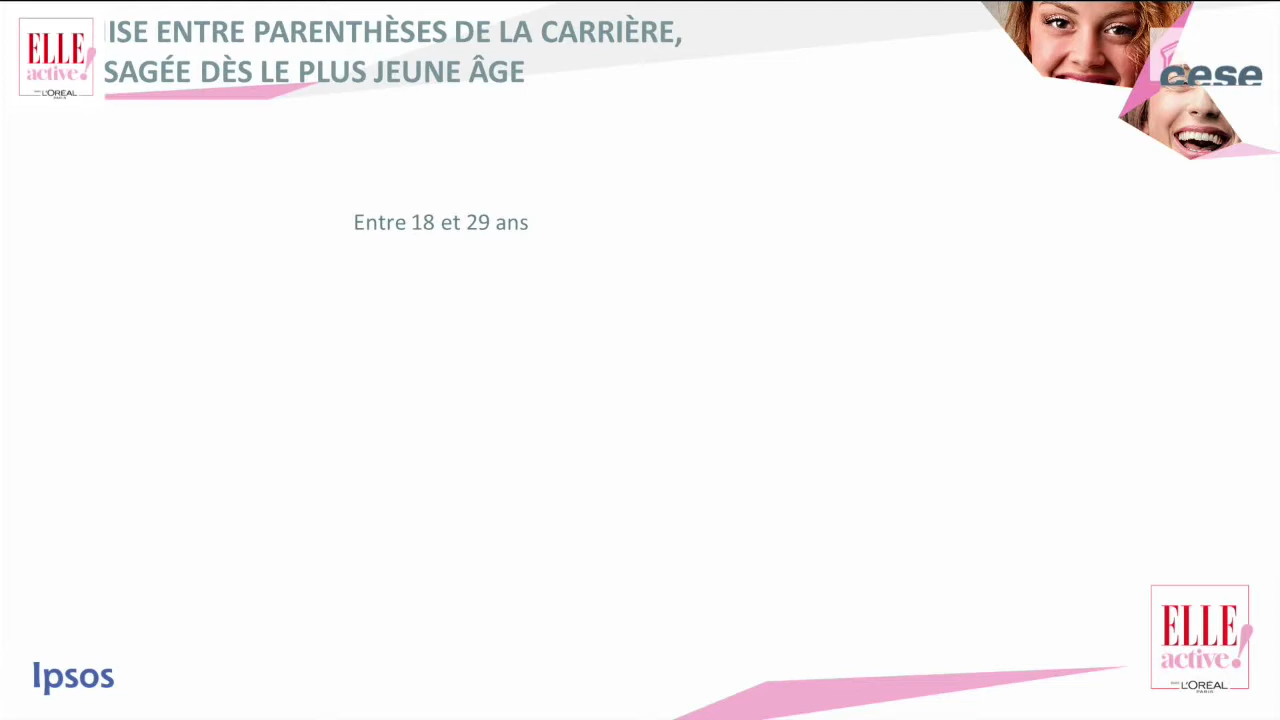 ELLE
active!
L'ORÉAL
PARIS
ISE ENTRE PARENTHÈSES DE LA CARRIÈRE,
SAGÉE DÈS LE PLUS JEUNE ÂGE
cese
Entre 18 et 29 ans
Ipsos
ELLE
active!
L'ORÉAL
PARIS